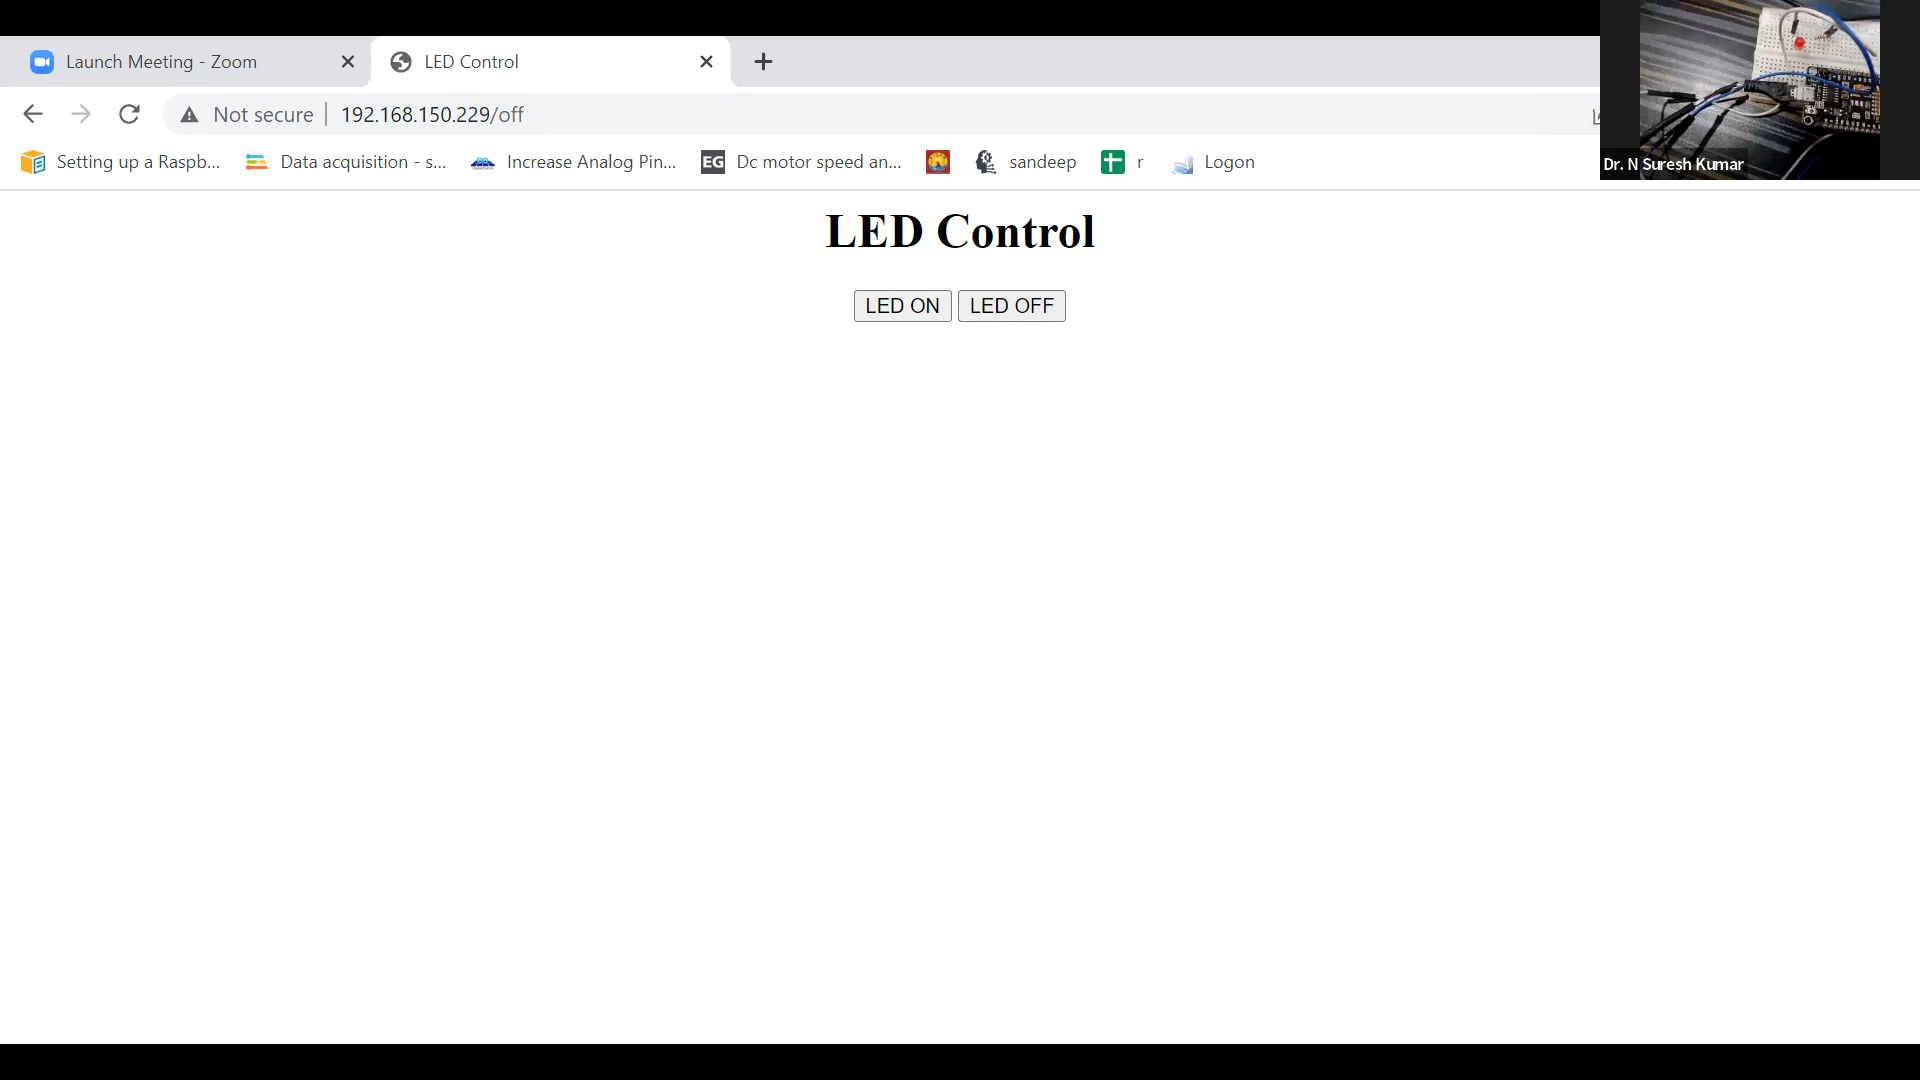 Launch Meeting - Zoom
LED Control
Not secure
192.168.150.229/off
Setting up a Raspb...
Data acquisition - s...
Increase Analog Pin...
EG
Dc motor speed an...
sandeep
r
Logon
Dr. N Suresh Kumar
LED Control
LED ON
LED OFF